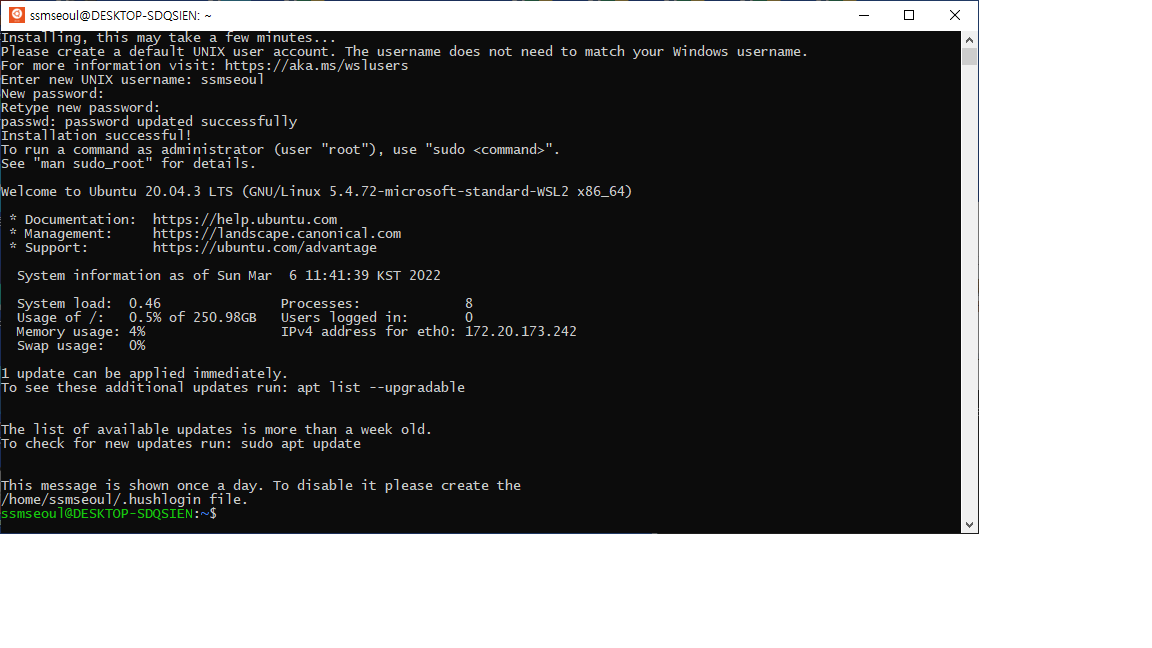 ssmseoul@DESKTOP-SDQSIEN: ~
Installing, this may take a few minutes...
Please create a default UNIX user account. The username does not need to match your Windows username.
For more information visit: https://aka.ms/wslusers
Enter new UNIX username: ssmseoul
New password:
Retype new password:
passwd: password updated successfully
Installation successful!
To run a command as administrator (user "root"), use "sudo <command>".
See "man sudo_root" for details.
Welcome to Ubuntu 20.04.3 LTS (GNU/Linux 5.4.72-microsoft-standard-WSL2 x86_64)
* Documentation:  https://help.ubuntu.com
* Management:     https://landscape.canonical.com
* Support:        https://ubuntu.com/advantage
System information as of Sun Mar  6 11:41:39 KST 2022
System load:  0.46               Processes:             8
Usage of /:   0.5% of 250.98GB   Users logged in:       0
Memory usage: 4%                 IPv4 address for eth0: 172.20.173.242
Swap usage:   0%
1 update can be applied immediately.
To see these additional updates run: apt list --upgradable
The list of available updates is more than a week old.
To check for new updates run: sudo apt update
This message is shown once a day. To disable it please create the
/home/ssmseoul/.hushlogin file.
ssmseoul@DESKTOP-SDQSIEN:~$